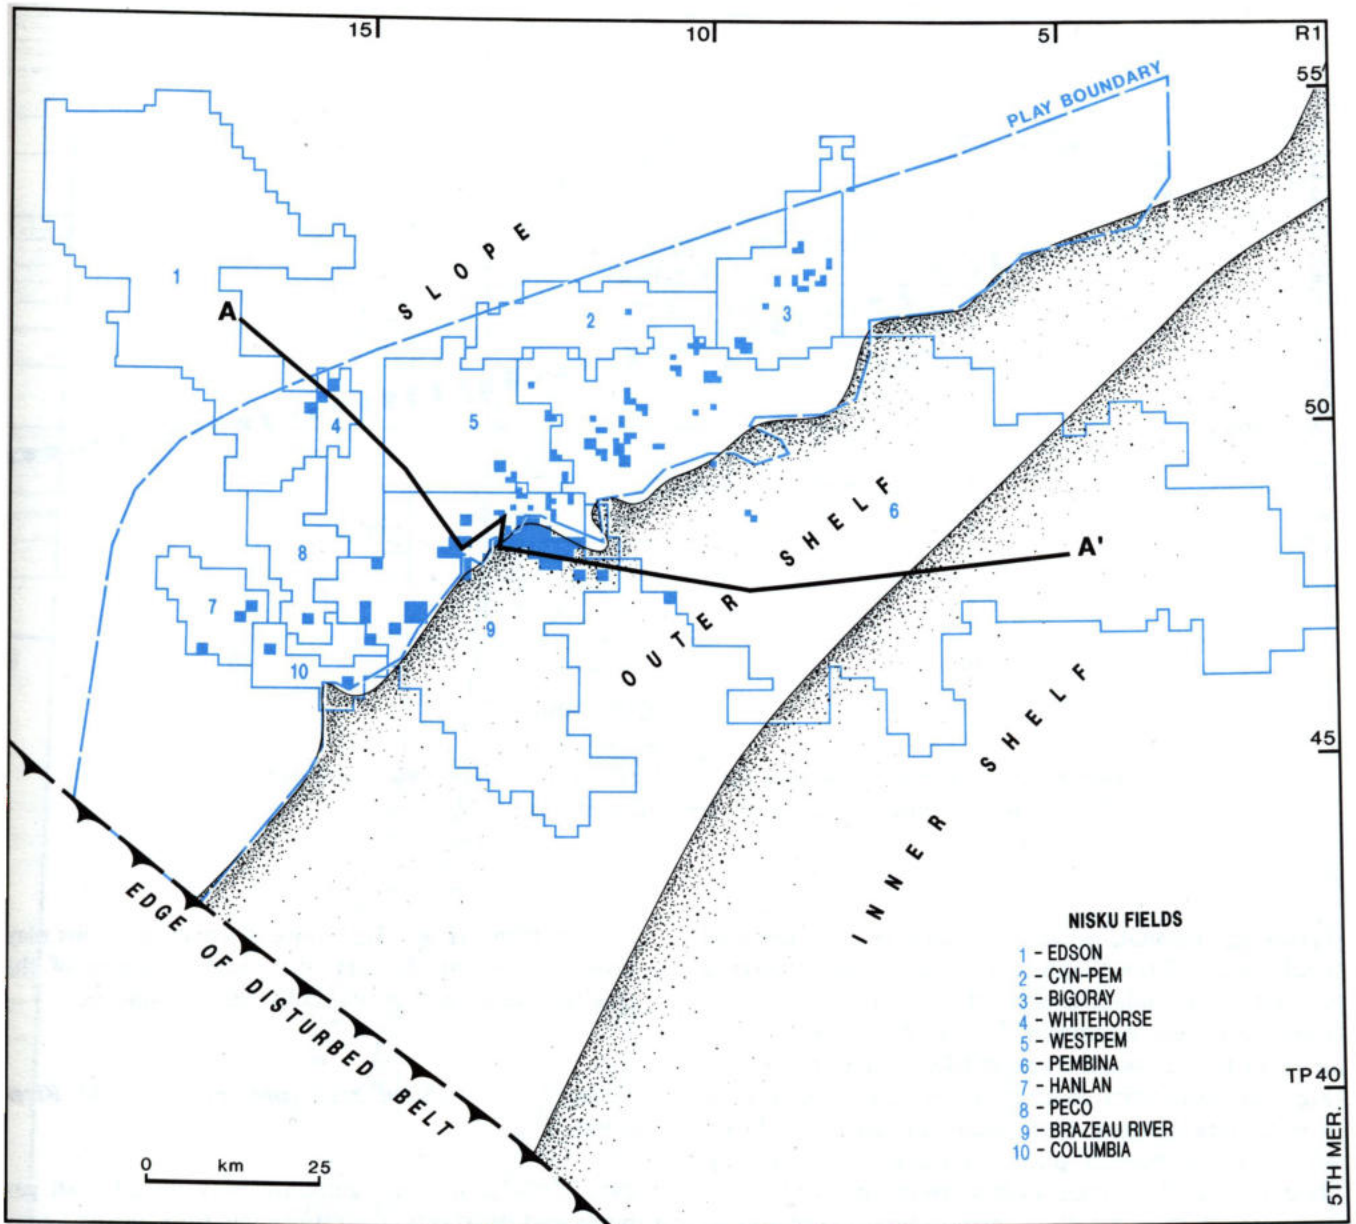 15
10
5
R1
55
PLAY BOUNDARY
SLOPE
1
A
2
3
4
5
50
6
8
OUTER SHELF
A'
7
9
10
INNER SHELF
45
EDGE OF DISTURBED BELT
NISKU FIELDS
1 - EDSON
2 - CYN-PEM
3 - BIGORAY
4 - WHITEHORSE
5 - WESTPEM
6 - PEMBINA
7 - HANLAN
8 - PECO
9 - BRAZEAU RIVER
10 - COLUMBIA
TP40
5TH MER.
0 km 25